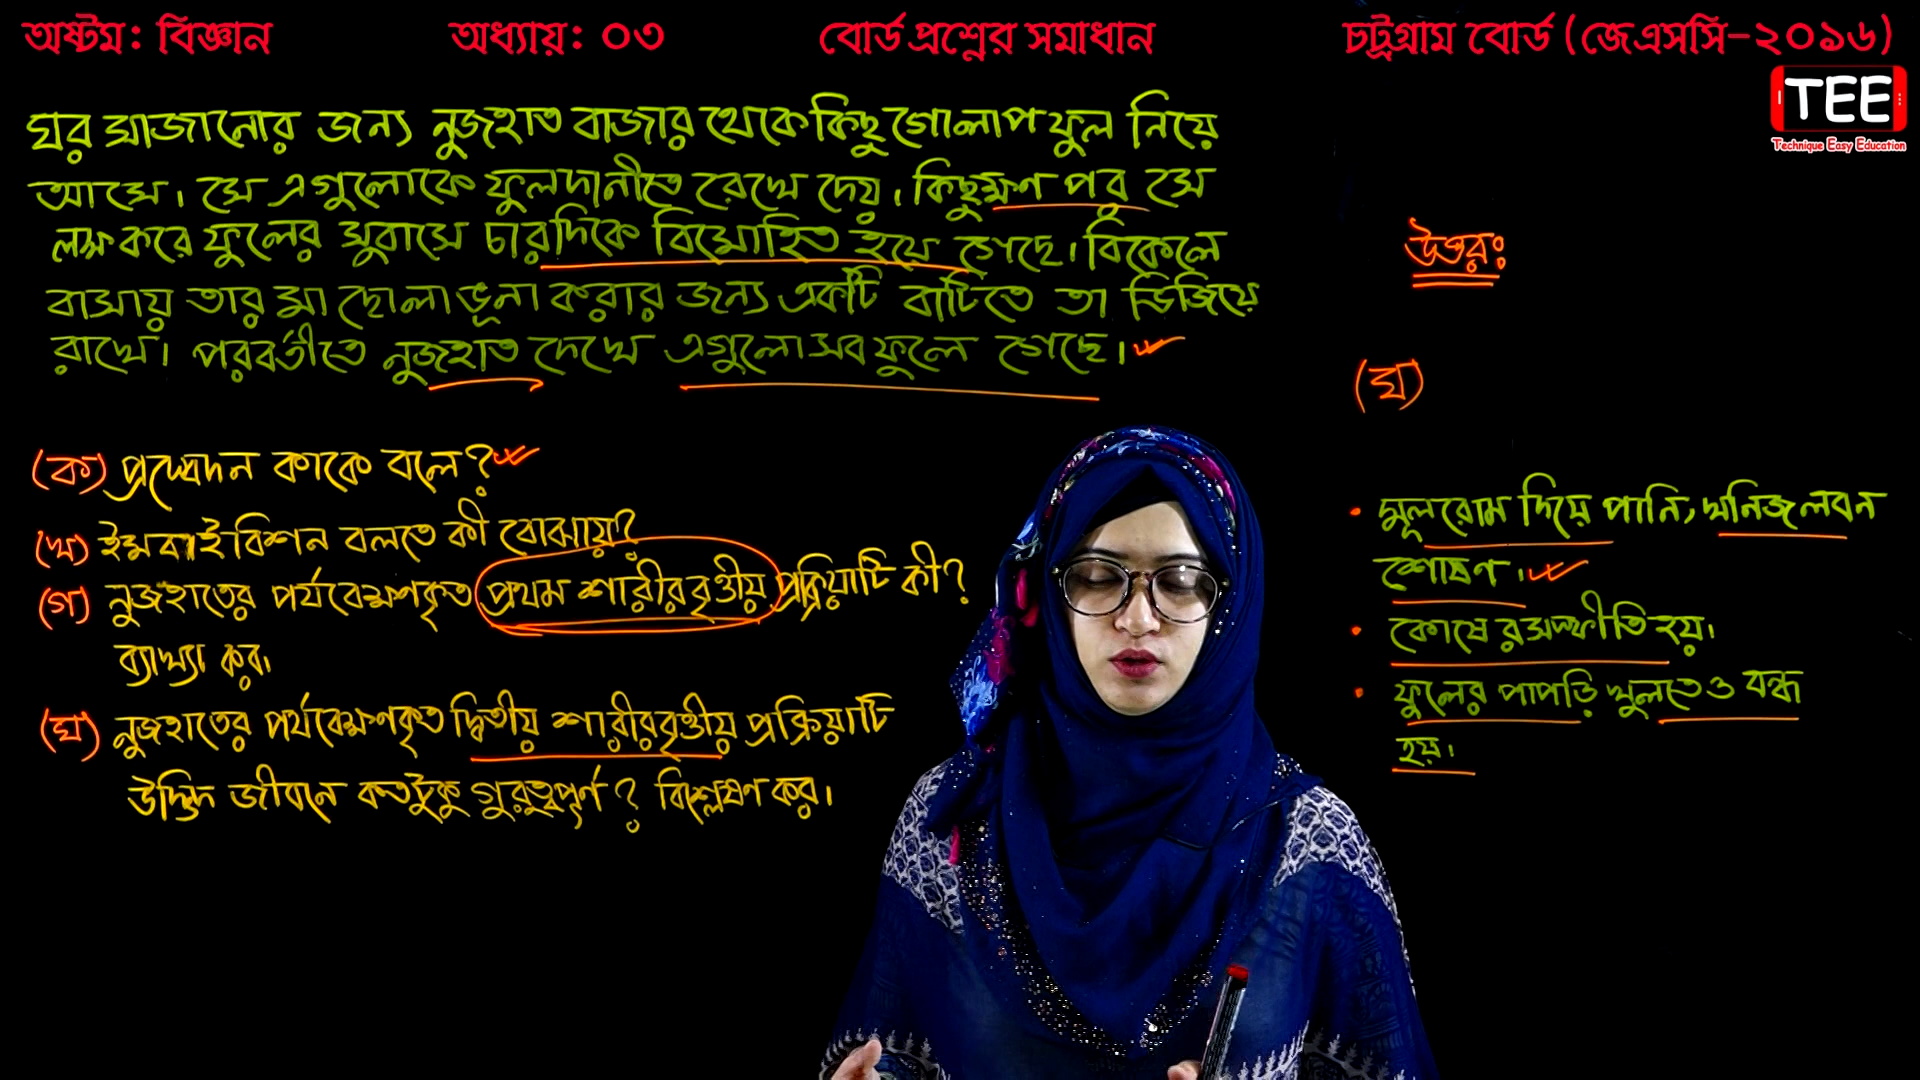 অষ্টম: বিজ্ঞান অধ্যায়: ০৩ বোর্ড প্রশ্নের সমাধান চট্রগ্রাম বোর্ড (জেএসসি-২০১৬)
TEE
Technique Easy Education
ঘর সাজানোর জন্য নুজহাত বাজার থেকে কিছু গোলাপ ফুল নিয়ে
আসে। সে এগুলোকে ফুলদানীতে রেখে দেয়। কিছুক্ষণ পর সে
লক্ষ করে ফুলের সুবাসে চারদিকে বিমোহিত হয়ে গেছে। বিকেলে
বাসায় তার মা ছোলা ভূনা করার জন্য একটি বাটিতে তা ভিজিয়ে
রাখে। পরবর্তীতে নুজহাত দেখে এগুলো সব ফুলে গেছে।
(ক) প্রস্বেদন কাকে বলে?
(খ) ইমবাইবিশন বলতে কী বোঝায়?
(গ) নুজহাতের পর্যবেক্ষণকৃত প্রথম শারীরবৃত্তীয় প্রক্রিয়াটি কী?
ব্যাখ্যা কর।
(ঘ) নুজহাতের পর্যবেক্ষণকৃত দ্বিতীয় শারীরবৃত্তীয় প্রক্রিয়াটি
উদ্ভিদ জীবনে কতটুকু গুরুত্বপূর্ণ? বিশ্লেষণ কর।
উত্তরঃ
(ঘ)
• মূলরোম দিয়ে পানি, খনিজ লবন
শোষণ।
• কোষে রসস্ফীতি হয়।
• ফুলের পাপড়ি খুলতেও বন্ধ
হয়।